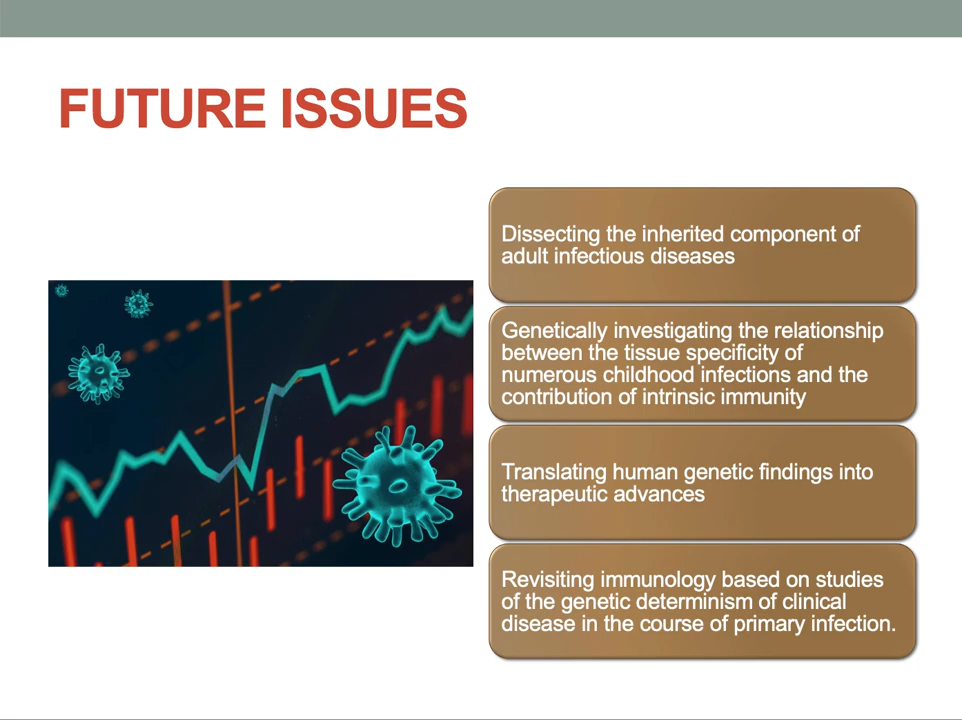 FUTURE ISSUES
Dissecting the inherited component of
adult infectious diseases
Genetically investigating the relationship
between the tissue specificity of
numerous childhood infections and the
contribution of intrinsic immunity
Translating human genetic findings into
therapeutic advances
Revisiting immunology based on studies
of the genetic determinism of clinical
disease in the course of primary infection.